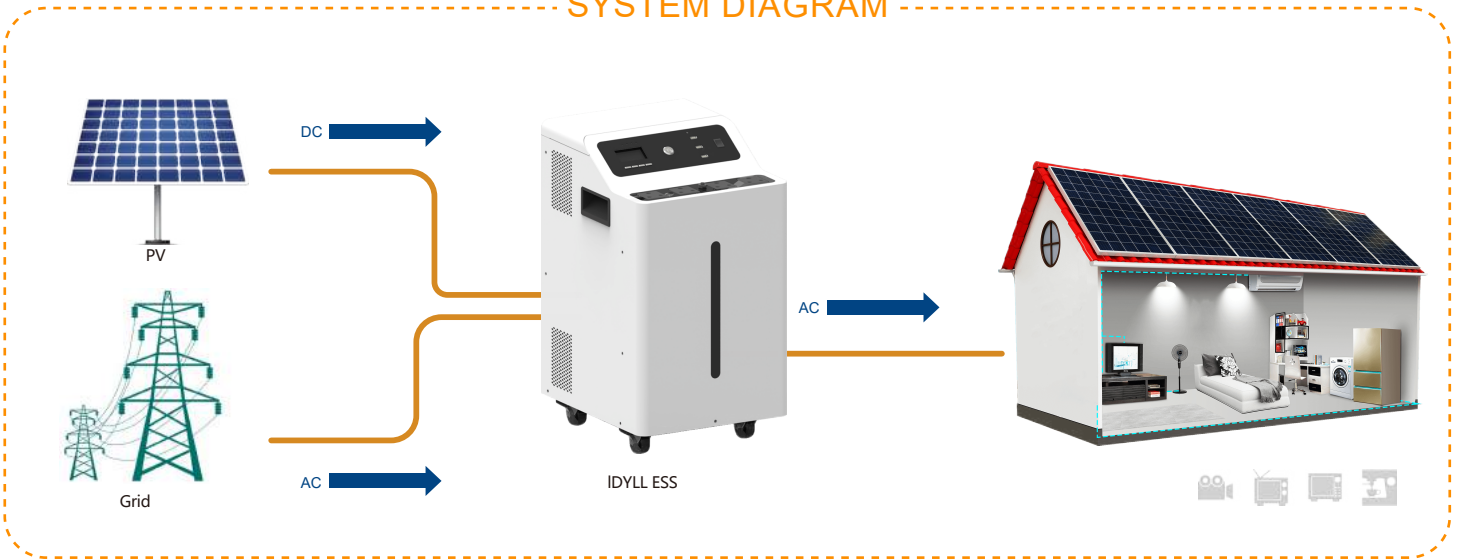 SYSTEM DIAGRAM
DC
PV
AC
AC
Grid
IDYLL ESS